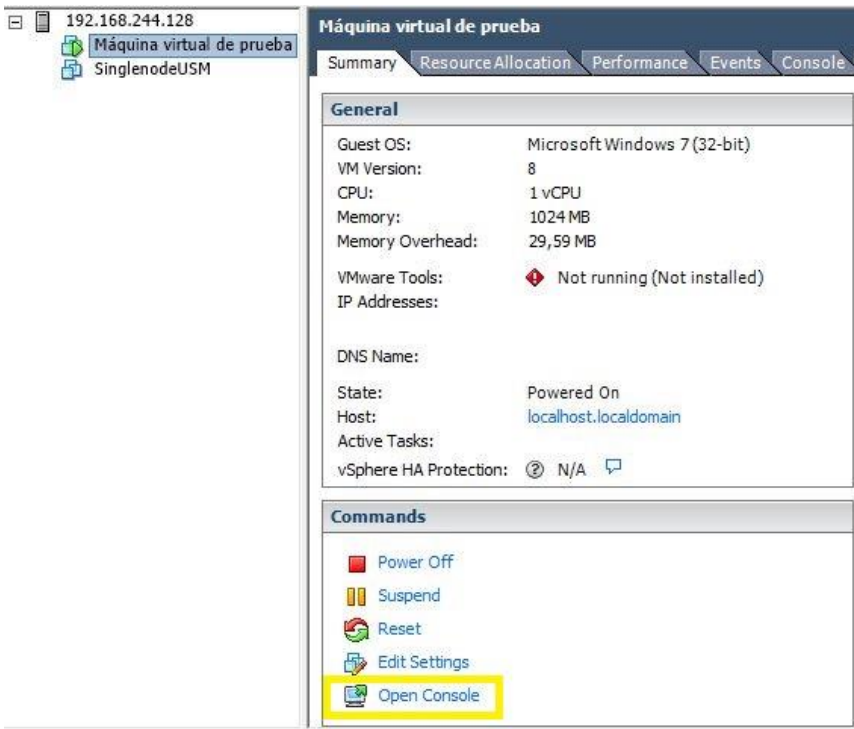 192.168.244.128
Máquina virtual de prueba
SinglenodeUSM
Máquina virtual de prueba
Summary Resource Allocation Performance Events Console
General
Guest OS: Microsoft Windows 7 (32-bit)
VM Version: 8
CPU: 1 vCPU
Memory: 1024 MB
Memory Overhead: 29,59 MB
VMware Tools: Not running (Not installed)
IP Addresses:
DNS Name:
State: Powered On
Host: localhost.localdomain
Active Tasks:
vSphere HA Protection: N/A
Commands
Power Off
Suspend
Reset
Edit Settings
Open Console